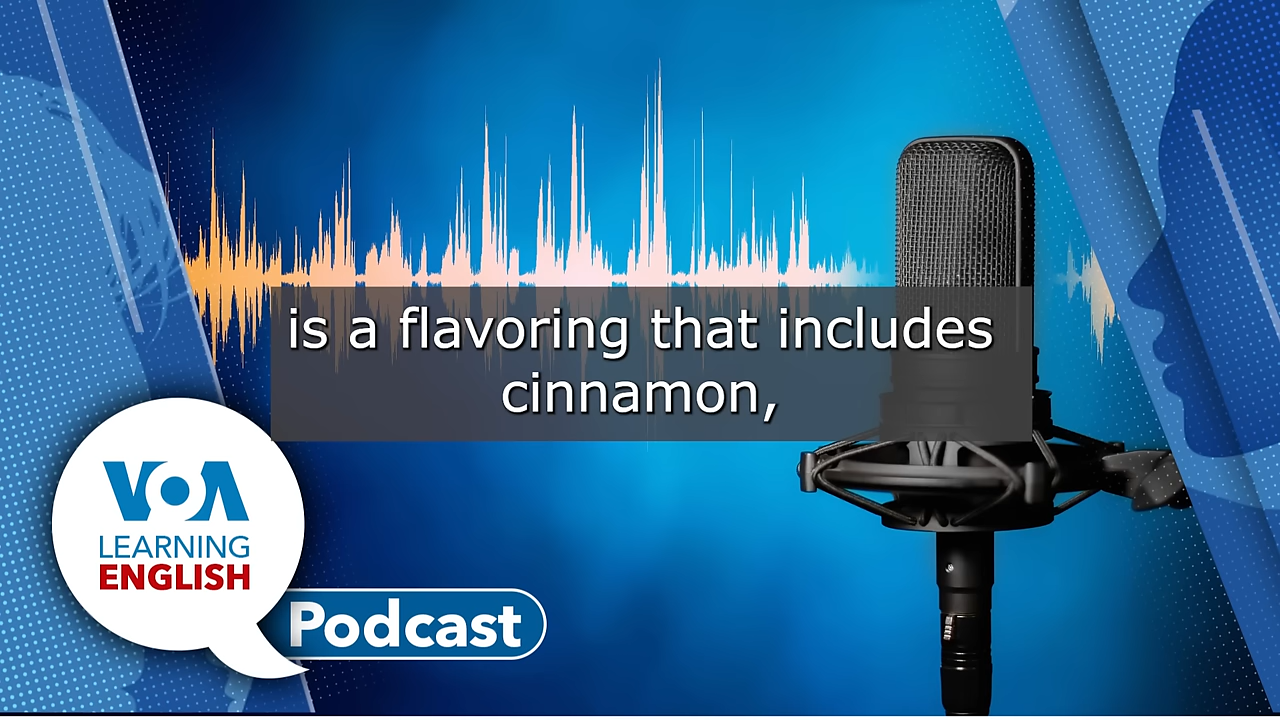 is a flavoring that includes
cinnamon,
VOA
LEARNING
ENGLISH
Podcast